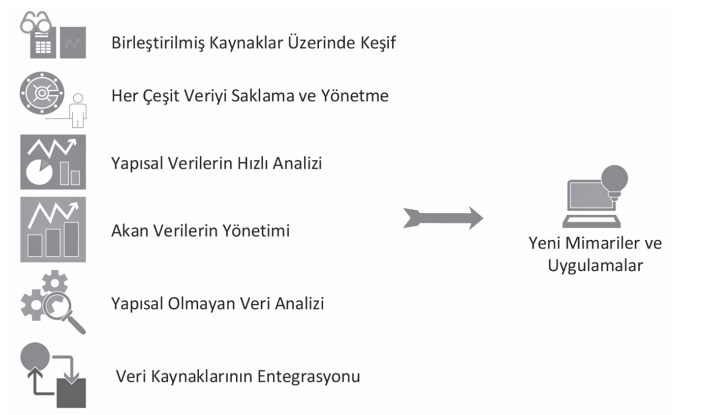 Birleştirilmiş Kaynaklar Üzerinde Keşif
Her Çeşit Veriyi Saklama ve Yönetme
Yapısal Verilerin Hızlı Analizi
Akan Verilerin Yönetimi
Yapısal Olmayan Veri Analizi
Veri Kaynaklarının Entegrasyonu
Yeni Mimariler ve
Uygulamalar